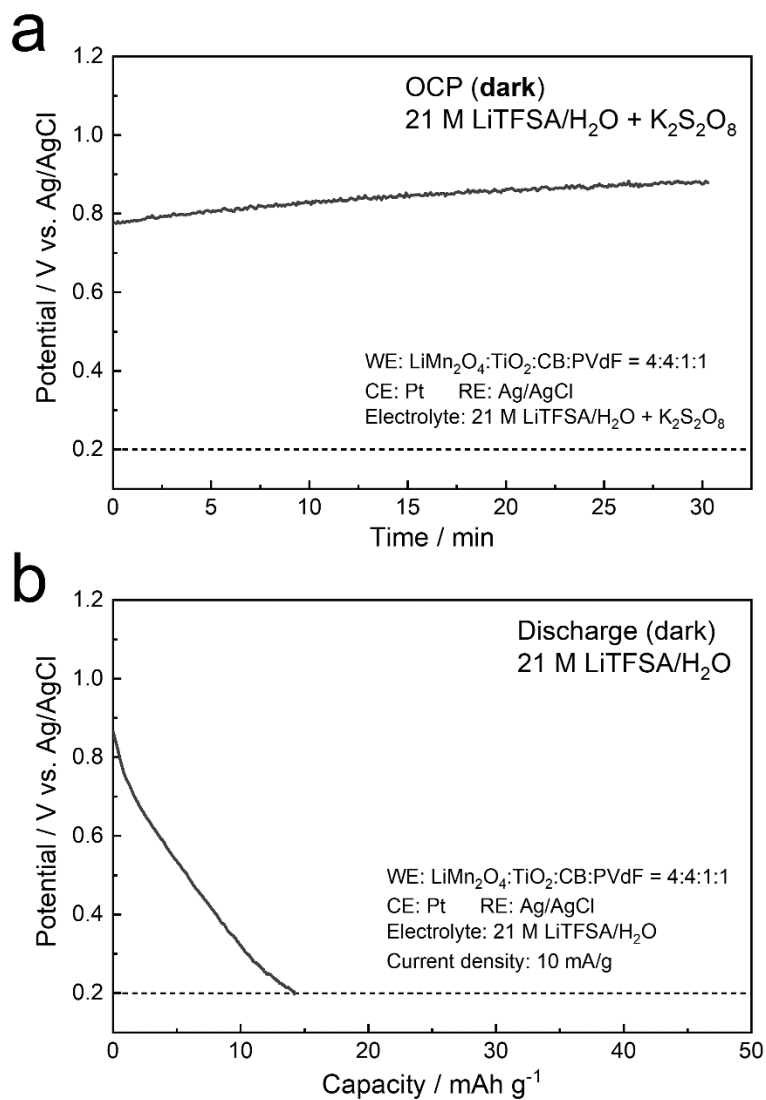 a
OCP (dark)
21 M LiTFSA/H₂O + K₂S₂O₈
1.2
1.0
0.8
0.6
0.4
0.2
Potential / V vs. Ag/AgCl
WE: LiMn₂O₄:TiO₂:CB:PVdF = 4:4:1:1
CE: Pt RE: Ag/AgCl
Electrolyte: 21 M LiTFSA/H₂O + K₂S₂O₈
0 5 10 15 20 25 30
Time / min
b
Discharge (dark)
21 M LiTFSA/H₂O
1.2
1.0
0.8
0.6
0.4
0.2
Potential / V vs. Ag/AgCl
WE: LiMn₂O₄:TiO₂:CB:PVdF = 4:4:1:1
CE: Pt RE: Ag/AgCl
Electrolyte: 21 M LiTFSA/H₂O
Current density: 10 mA/g
0 10 20 30 40 50
Capacity / mAh g⁻¹